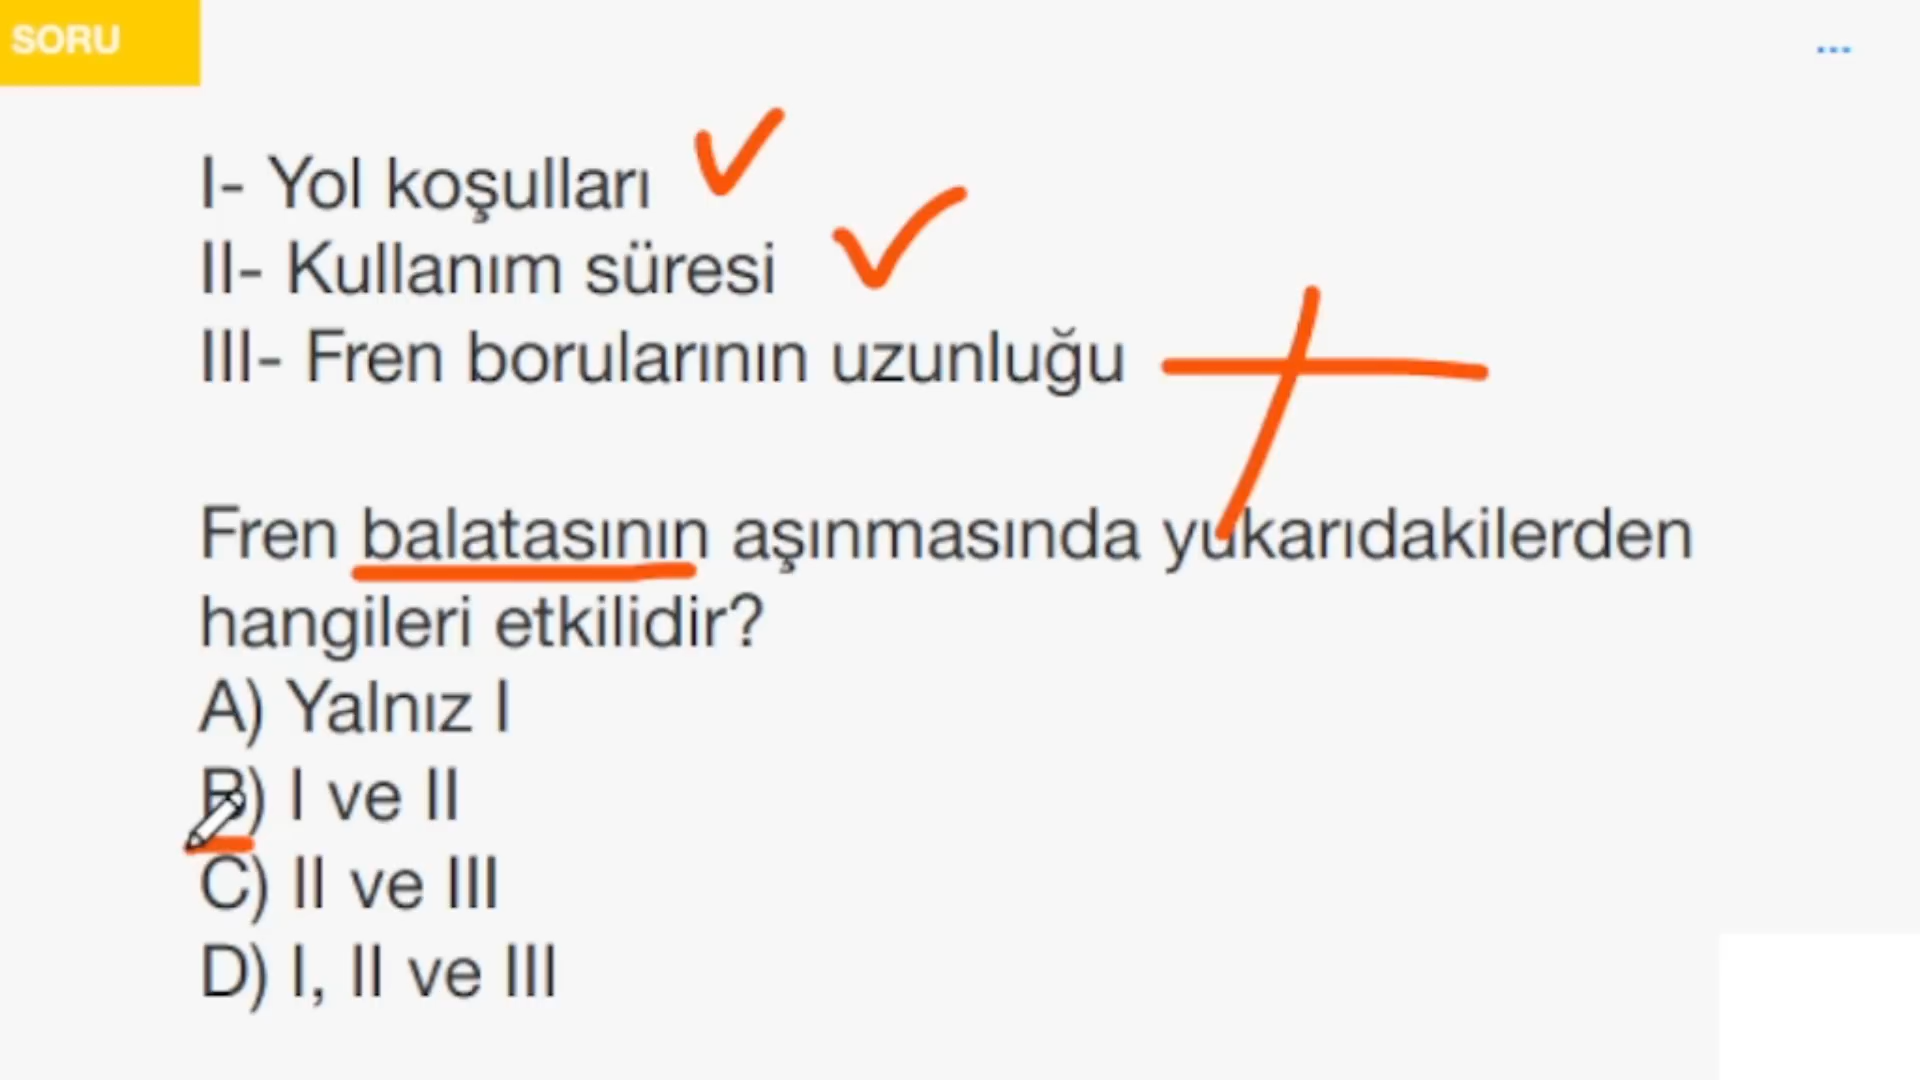 SORU
I- Yol koşulları
II- Kullanım süresi
III- Fren borularının uzunluğu
Fren balatasının aşınmasında yukarıdakilerden
hangileri etkilidir?
A) Yalnız I
B) I ve II
C) II ve III
D) I, II ve III